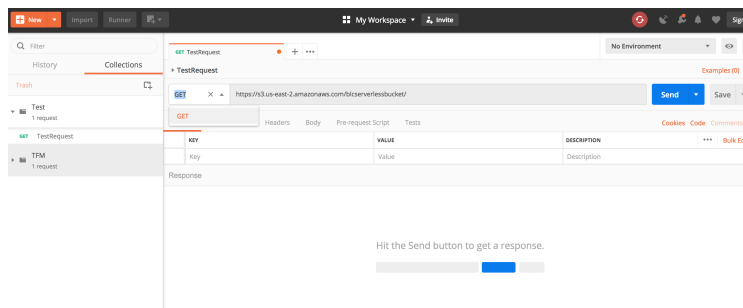 New Import Runner My Workspace Invite Sign
Filter
History Collections
Trash
Test
1 request
GET TestRequest
TFM
1 request
GET TestRequest No Environment
TestRequest Examples (0)
GET https://s3.us-east-2.amazonaws.com/blcserverlessbucket/ Send Save
GET
Headers Body Pre-request Script Tests Cookies Code Comments
KEY VALUE DESCRIPTION Bulk Ed
Key Value Description
Response
Hit the Send button to get a response.